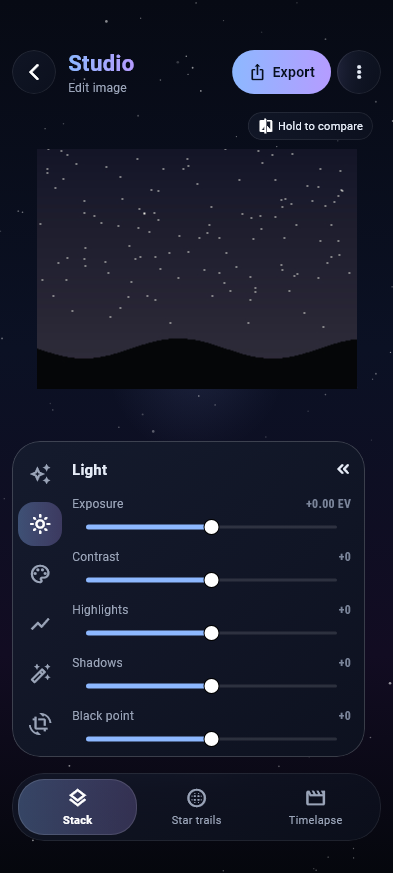 Studio
Edit image
Export
Hold to compare
Light
Exposure +0.00 EV
Contrast +0
Highlights +0
Shadows +0
Black point +0
Stack
Star trails
Timelapse